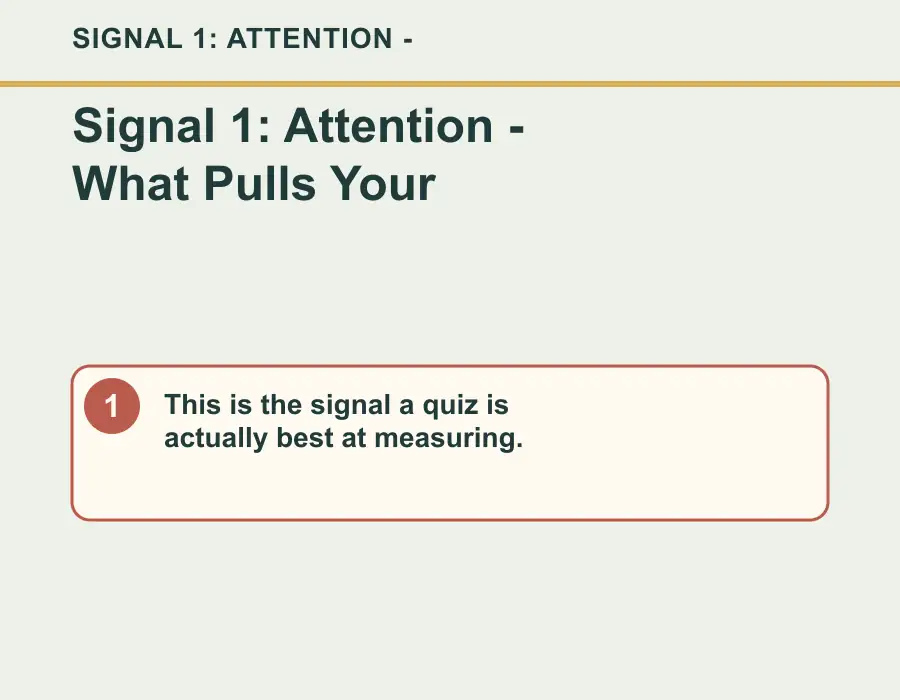 SIGNAL 1: ATTENTION -
Signal 1: Attention -
What Pulls Your
1
This is the signal a quiz is
actually best at measuring.